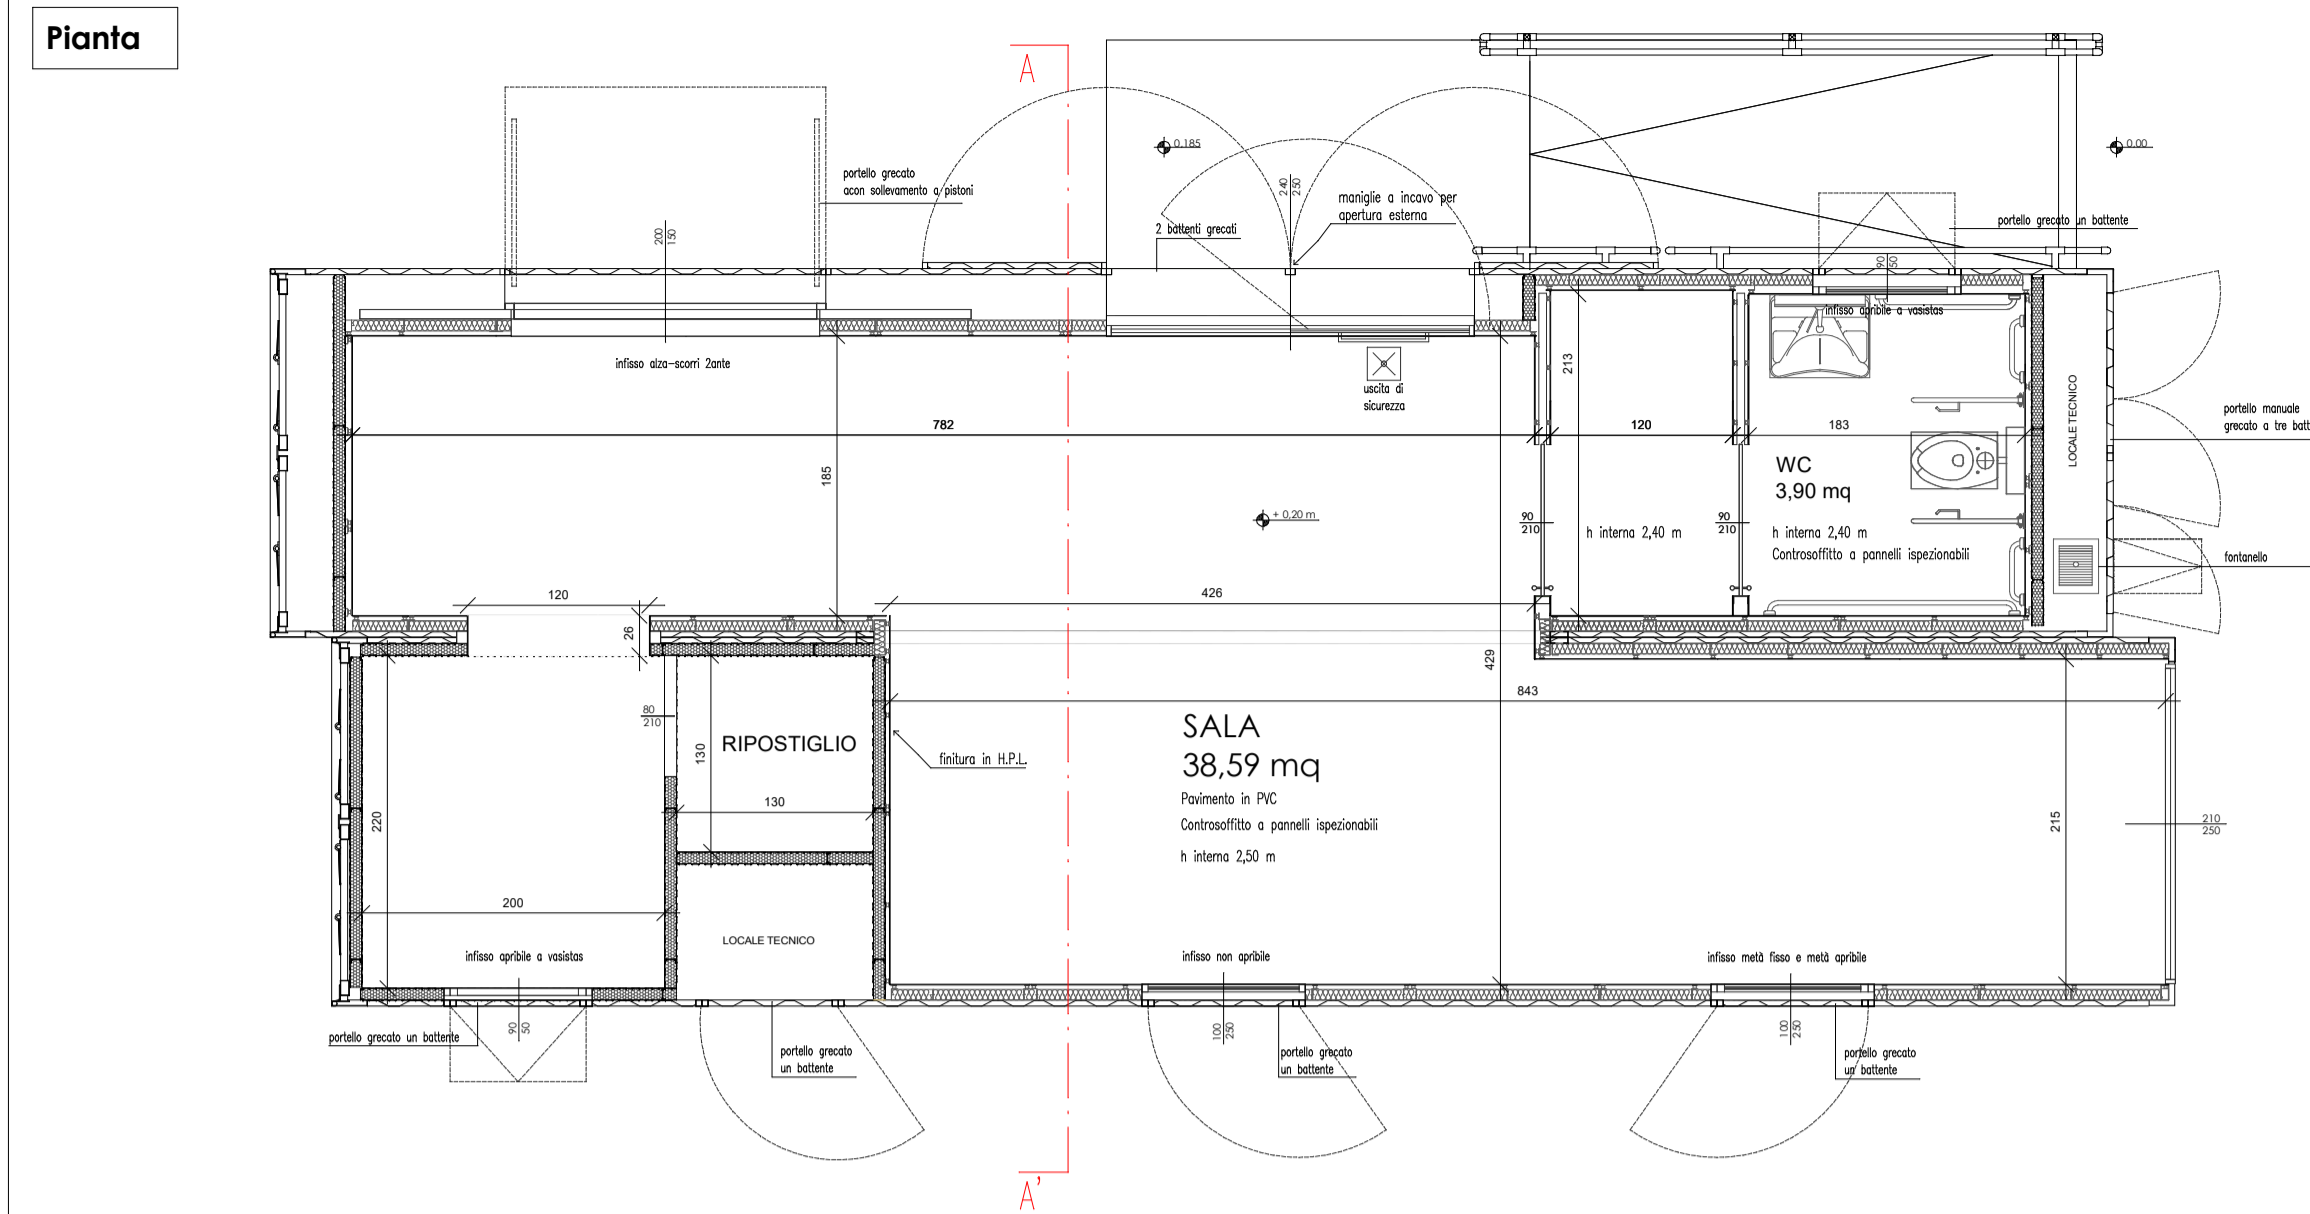 Pianta
A
0.185
0.00
portello grecato
acon sollevamento a pistoni
240
250
maniglie a incavo per
apertura esterna
2 battenti grecati
portello grecato un battente
200
150
90
50
infisso apribile a vasistas
infisso alza-scorri 2ante
uscita di
sicurezza
213
LOCALE TECNICO
portello manuale
grecato a tre batt
782
120
183
185
WC
3,90 mq
+ 0,20 m
90
210
90
210
h interna 2,40 m
h interna 2,40 m
Controsoffitto a pannelli ispezionabili
fontanello
120
426
26
429
843
80
210
RIPOSTIGLIO
130
finitura in H.P.L.
SALA
38,59 mq
Pavimento in PVC
Controsoffitto a pannelli ispezionabili
h interna 2,50 m
130
220
215
210
250
200
LOCALE TECNICO
infisso apribile a vasistas
infisso non apribile
infisso metà fisso e metà apribile
portello grecato un battente
90
50
portello grecato
un battente
100
250
portello grecato
un battente
100
250
portello grecato
un battente
A'